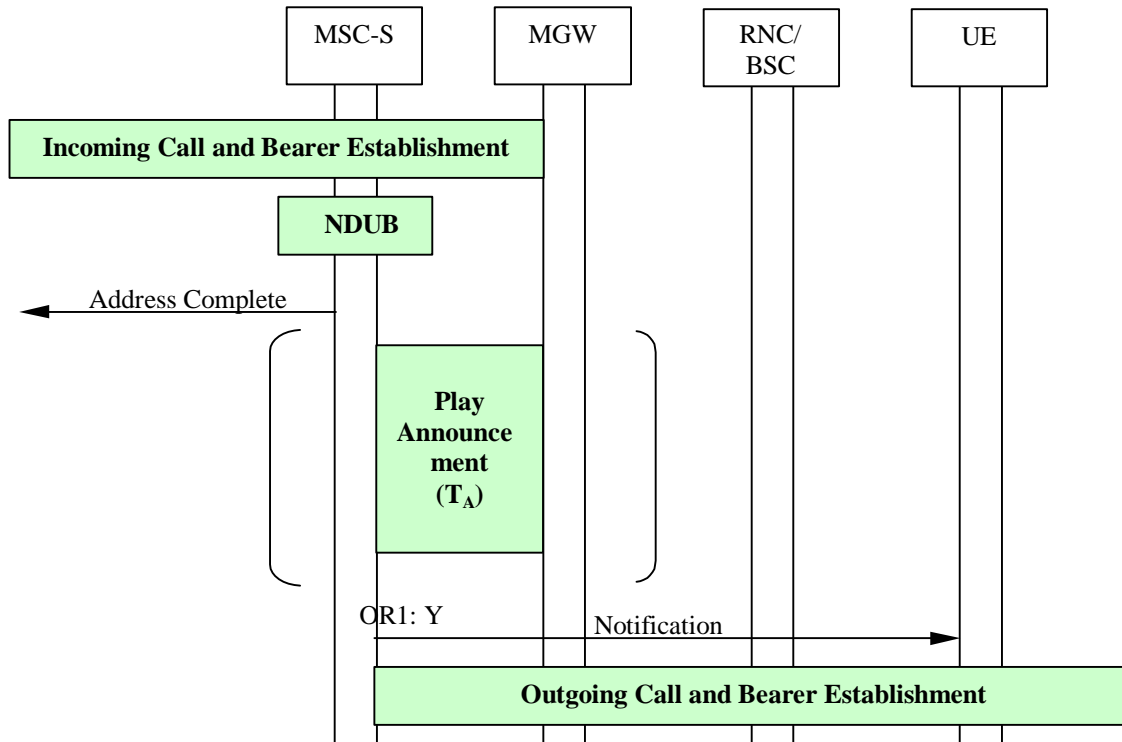 MSC-S
MGW
RNC/
BSC
UE
Incoming Call and Bearer Establishment
NDUB
Address Complete
Play
Announce
ment
(TA)
OR1: Y
Notification
Outgoing Call and Bearer Establishment